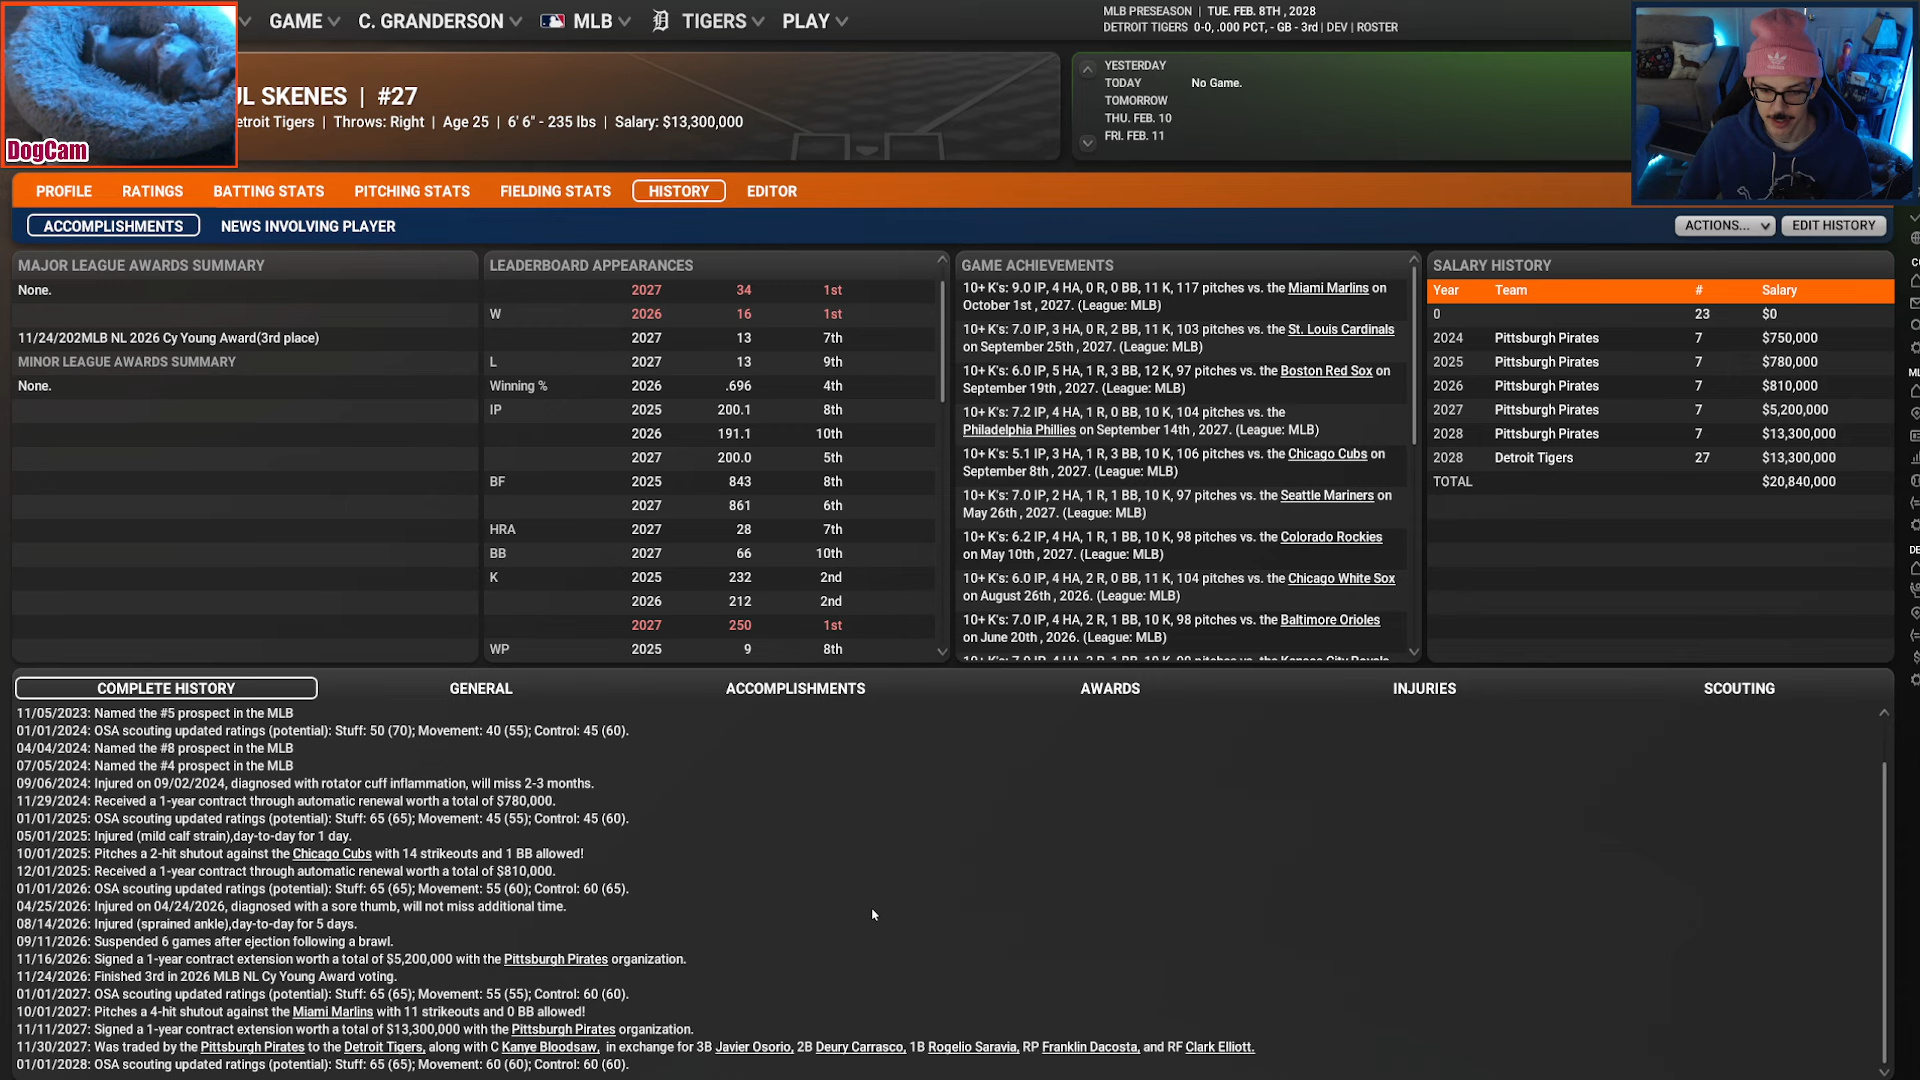 GAME
C. GRANDERSON
MLB
TIGERS
PLAY
MLB PRESEASON | TUE. FEB. 8TH , 2028
DETROIT TIGERS 0-0, .000 PCT, - GB - 3rd | DEV | ROSTER
DogCam
UL SKENES | #27
etroit Tigers | Throws: Right | Age 25 | 6' 6" - 235 lbs | Salary: $13,300,000
YESTERDAY
TODAY No Game.
TOMORROW
THU. FEB. 10
FRI. FEB. 11
PROFILE RATINGS BATTING STATS PITCHING STATS FIELDING STATS HISTORY EDITOR
ACCOMPLISHMENTS NEWS INVOLVING PLAYER ACTIONS... EDIT HISTORY
MAJOR LEAGUE AWARDS SUMMARY
None.
11/24/202MLB NL 2026 Cy Young Award(3rd place)
MINOR LEAGUE AWARDS SUMMARY
None.
LEADERBOARD APPEARANCES
2027 34 1st
W 2026 16 1st
2027 13 7th
L 2027 13 9th
Winning % 2026 .696 4th
IP 2025 200.1 8th
2026 191.1 10th
2027 200.0 5th
BF 2025 843 8th
2027 861 6th
HRA 2027 28 7th
BB 2027 66 10th
K 2025 232 2nd
2026 212 2nd
2027 250 1st
WP 2025 9 8th
GAME ACHIEVEMENTS
10+ K's: 9.0 IP, 4 HA, 0 R, 0 BB, 11 K, 117 pitches vs. the Miami Marlins on
October 1st , 2027. (League: MLB)
10+ K's: 7.0 IP, 3 HA, 0 R, 2 BB, 11 K, 103 pitches vs. the St. Louis Cardinals
on September 25th , 2027. (League: MLB)
10+ K's: 6.0 IP, 5 HA, 1 R, 3 BB, 12 K, 97 pitches vs. the Boston Red Sox on
September 19th , 2027. (League: MLB)
10+ K's: 7.2 IP, 4 HA, 1 R, 0 BB, 10 K, 104 pitches vs. the
Philadelphia Phillies on September 14th , 2027. (League: MLB)
10+ K's: 5.1 IP, 3 HA, 1 R, 3 BB, 10 K, 106 pitches vs. the Chicago Cubs on
September 8th , 2027. (League: MLB)
10+ K's: 7.0 IP, 2 HA, 1 R, 1 BB, 10 K, 97 pitches vs. the Seattle Mariners on
May 26th , 2027. (League: MLB)
10+ K's: 6.2 IP, 4 HA, 1 R, 1 BB, 10 K, 98 pitches vs. the Colorado Rockies
on May 10th , 2027. (League: MLB)
10+ K's: 6.0 IP, 4 HA, 2 R, 0 BB, 11 K, 104 pitches vs. the Chicago White Sox
on August 26th , 2026. (League: MLB)
10+ K's: 7.0 IP, 4 HA, 2 R, 1 BB, 10 K, 98 pitches vs. the Baltimore Orioles
on June 20th , 2026. (League: MLB)
SALARY HISTORY
Year Team # Salary
0 23 $0
2024 Pittsburgh Pirates 7 $750,000
2025 Pittsburgh Pirates 7 $780,000
2026 Pittsburgh Pirates 7 $810,000
2027 Pittsburgh Pirates 7 $5,200,000
2028 Pittsburgh Pirates 7 $13,300,000
2028 Detroit Tigers 27 $13,300,000
TOTAL $20,840,000
COMPLETE HISTORY GENERAL ACCOMPLISHMENTS AWARDS INJURIES SCOUTING
11/05/2023: Named the #5 prospect in the MLB
01/01/2024: OSA scouting updated ratings (potential): Stuff: 50 (70); Movement: 40 (55); Control: 45 (60).
04/04/2024: Named the #8 prospect in the MLB
07/05/2024: Named the #4 prospect in the MLB
09/06/2024: Injured on 09/02/2024, diagnosed with rotator cuff inflammation, will miss 2-3 months.
11/29/2024: Received a 1-year contract through automatic renewal worth a total of $780,000.
01/01/2025: OSA scouting updated ratings (potential): Stuff: 65 (65); Movement: 45 (55); Control: 45 (60).
05/01/2025: Injured (mild calf strain),day-to-day for 1 day.
10/01/2025: Pitches a 2-hit shutout against the Chicago Cubs with 14 strikeouts and 1 BB allowed!
12/01/2025: Received a 1-year contract through automatic renewal worth a total of $810,000.
01/01/2026: OSA scouting updated ratings (potential): Stuff: 65 (65); Movement: 55 (60); Control: 60 (65).
04/25/2026: Injured on 04/24/2026, diagnosed with a sore thumb, will not miss additional time.
08/14/2026: Injured (sprained ankle),day-to-day for 5 days.
09/11/2026: Suspended 6 games after ejection following a brawl.
11/16/2026: Signed a 1-year contract extension worth a total of $5,200,000 with the Pittsburgh Pirates organization.
11/24/2026: Finished 3rd in 2026 MLB NL Cy Young Award voting.
01/01/2027: OSA scouting updated ratings (potential): Stuff: 65 (65); Movement: 55 (55); Control: 60 (60).
10/01/2027: Pitches a 4-hit shutout against the Miami Marlins with 11 strikeouts and 0 BB allowed!
11/11/2027: Signed a 1-year contract extension worth a total of $13,300,000 with the Pittsburgh Pirates organization.
11/30/2027: Was traded by the Pittsburgh Pirates to the Detroit Tigers, along with C Kanye Bloodsaw, in exchange for 3B Javier Osorio, 2B Deury Carrasco, 1B Rogelio Saravia, RP Franklin Dacosta, and RF Clark Elliott.
01/01/2028: OSA scouting updated ratings (potential): Stuff: 65 (65); Movement: 60 (60); Control: 60 (60).